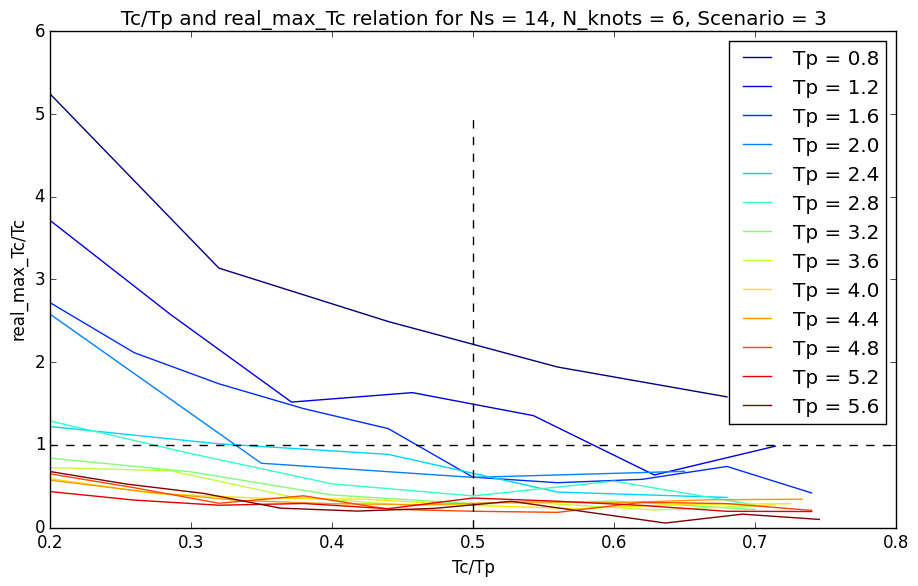 Tc/Tp and real_max_Tc relation for Ns = 14, N_knots = 6, Scenario = 3
6
5
4
3
2
1
0
real_max_Tc/Tc
Tp = 0.8
Tp = 1.2
Tp = 1.6
Tp = 2.0
Tp = 2.4
Tp = 2.8
Tp = 3.2
Tp = 3.6
Tp = 4.0
Tp = 4.4
Tp = 4.8
Tp = 5.2
Tp = 5.6
0.2 0.3 0.4 0.5 0.6 0.7 0.8
Tc/Tp